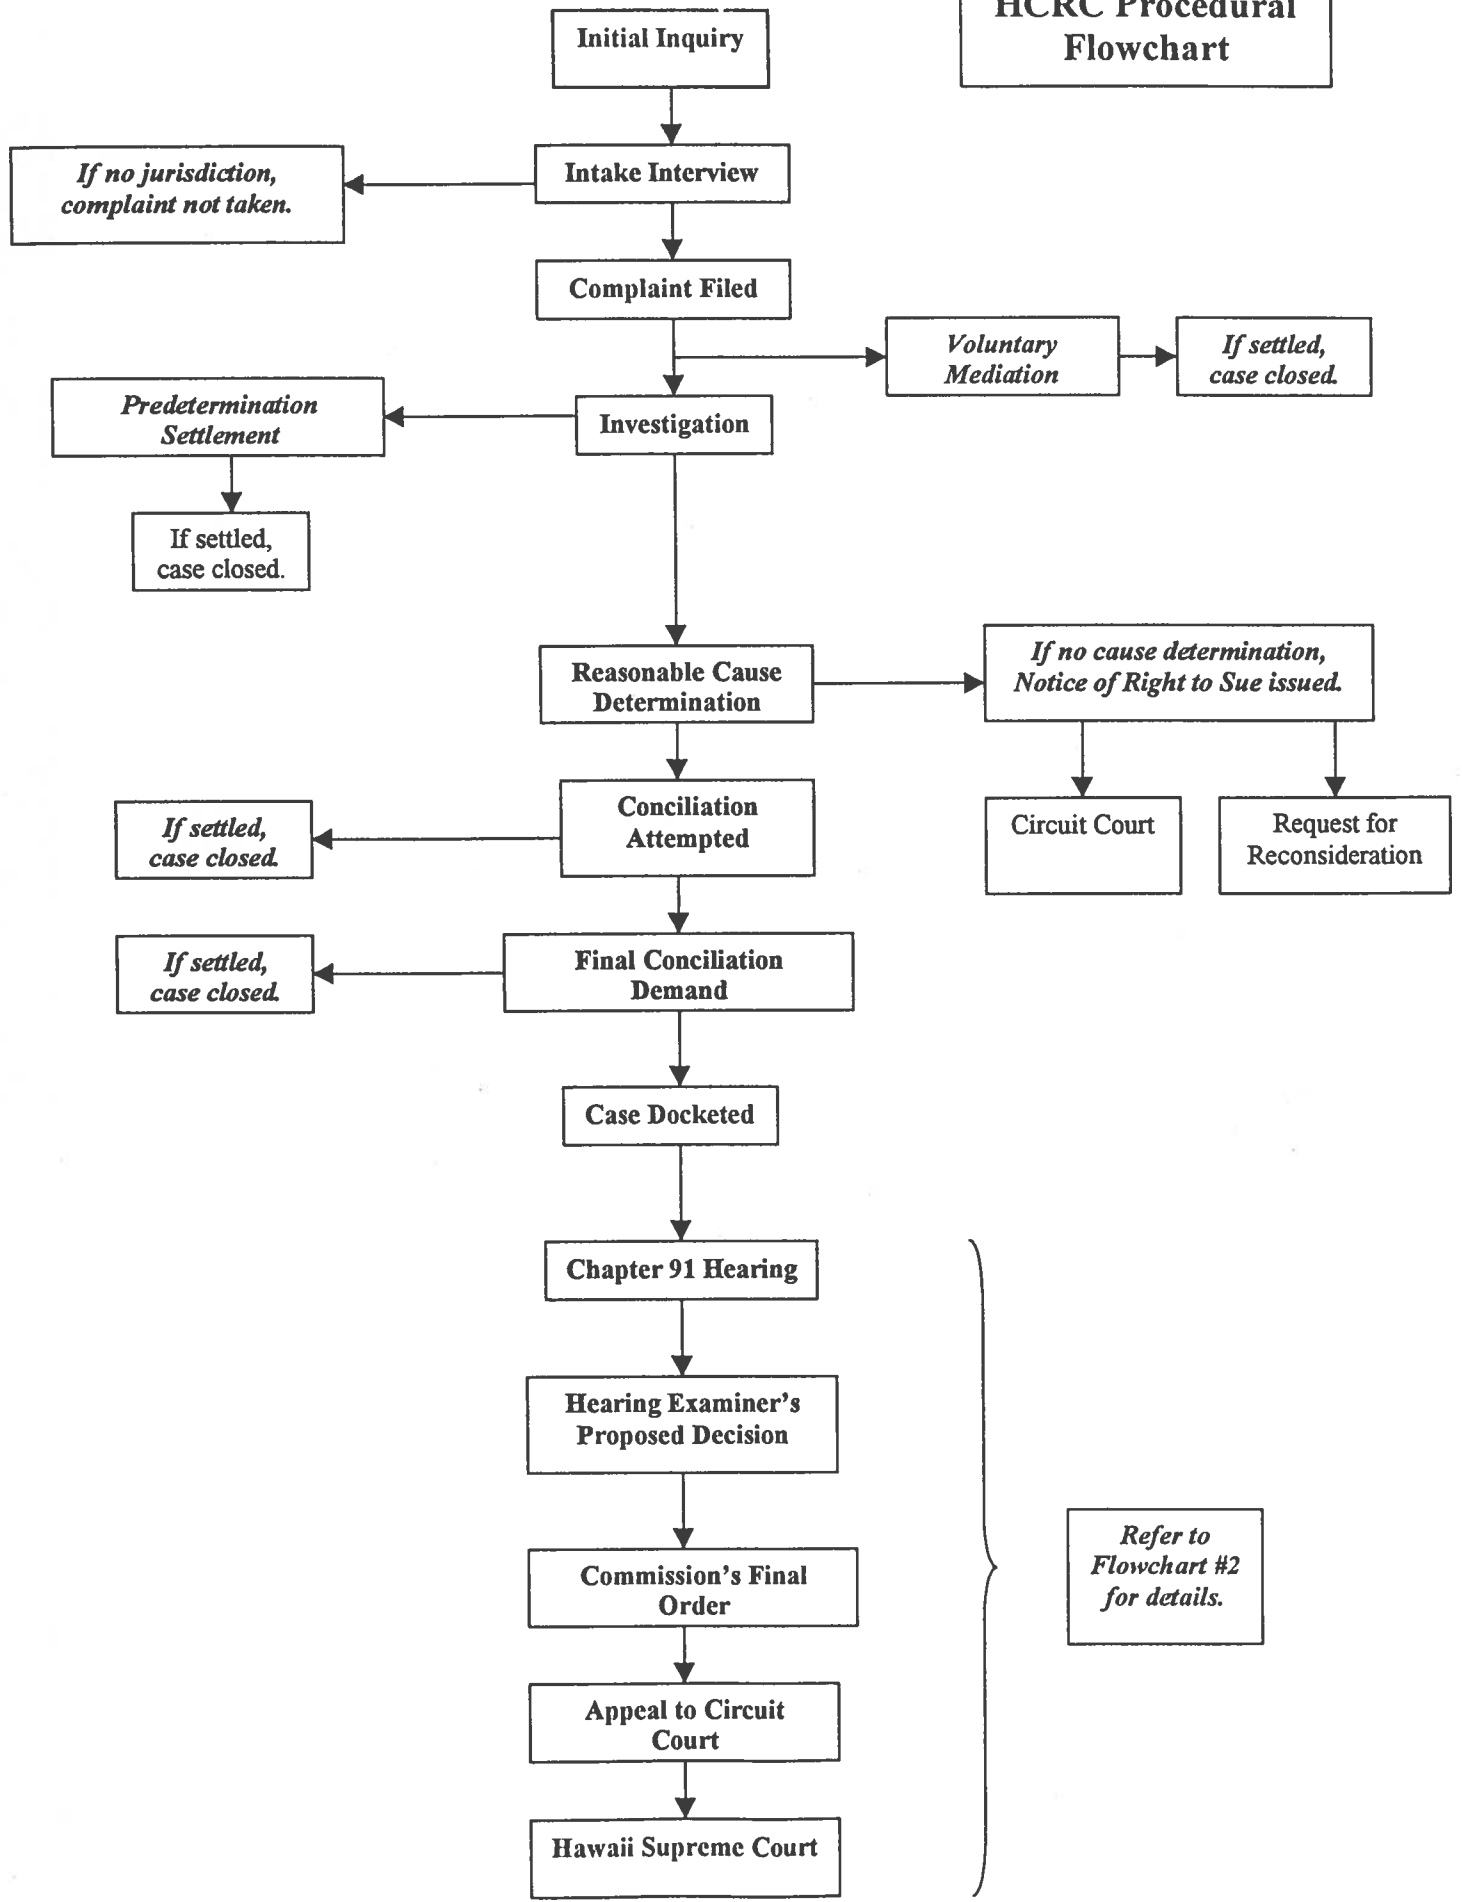 HCRC Procedural
Flowchart
Initial Inquiry
If no jurisdiction,
complaint not taken.
Intake Interview
Complaint Filed
Voluntary
Mediation
If settled,
case closed.
Predetermination
Settlement
Investigation
If settled,
case closed.
Reasonable Cause
Determination
If no cause determination,
Notice of Right to Sue issued.
Conciliation
Attempted
If settled,
case closed.
Circuit Court
Request for
Reconsideration
Final Conciliation
Demand
If settled,
case closed.
Case Docketed
Chapter 91 Hearing
Hearing Examiner's
Proposed Decision
Commission's Final
Order
Refer to
Flowchart #2
for details.
Appeal to Circuit
Court
Hawaii Supreme Court